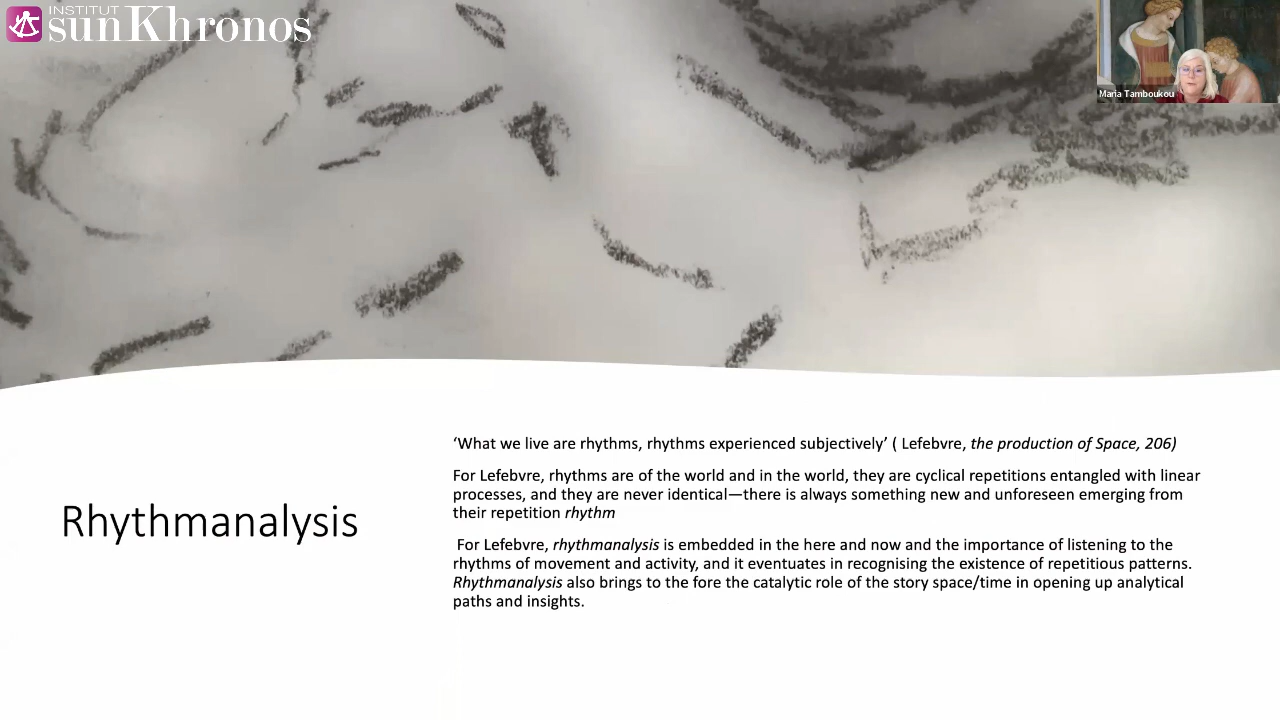 INSTITUT
sunKhronos
Maria Tamboukou
Rhythmanalysis
‘What we live are rhythms, rhythms experienced subjectively’ ( Lefebvre, the production of Space, 206)
For Lefebvre, rhythms are of the world and in the world, they are cyclical repetitions entangled with linear
processes, and they are never identical—there is always something new and unforeseen emerging from
their repetition rhythm
For Lefebvre, rhythmanalysis is embedded in the here and now and the importance of listening to the
rhythms of movement and activity, and it eventuates in recognising the existence of repetitious patterns.
Rhythmanalysis also brings to the fore the catalytic role of the story space/time in opening up analytical
paths and insights.